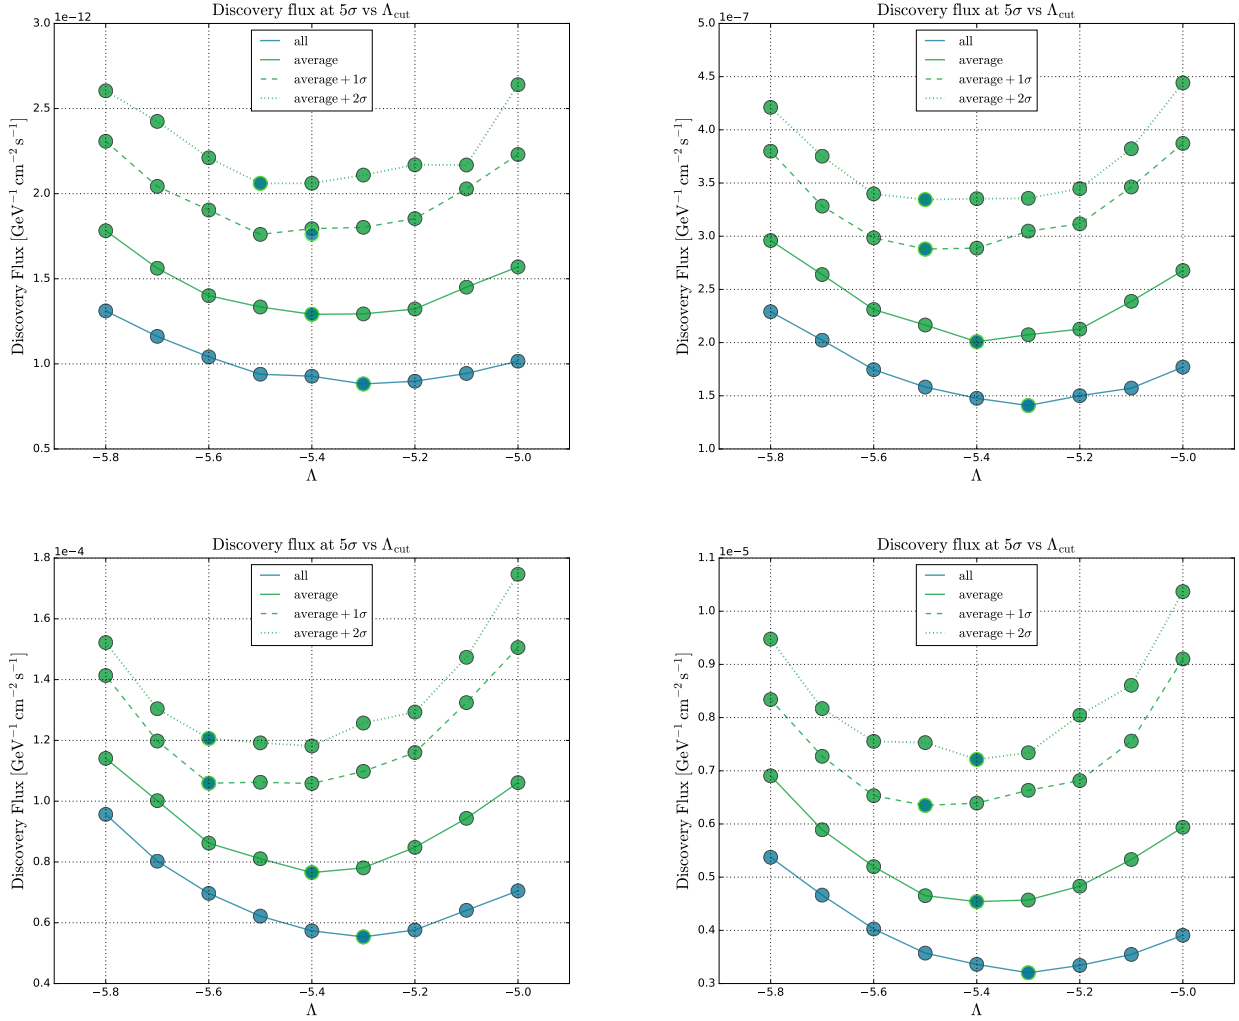 Discovery flux at 5σ vs Λcut
1e−12
3.0
2.5
2.0
1.5
1.0
0.5
Discovery Flux [GeV−1 cm−2 s−1]
all
average
average + 1σ
average + 2σ
−5.8 −5.6 −5.4 −5.2 −5.0
Λ
Discovery flux at 5σ vs Λcut
1e−7
5.0
4.5
4.0
3.5
3.0
2.5
2.0
1.5
1.0
Discovery Flux [GeV−1 cm−2 s−1]
all
average
average + 1σ
average + 2σ
−5.8 −5.6 −5.4 −5.2 −5.0
Λ
Discovery flux at 5σ vs Λcut
1e−4
1.8
1.6
1.4
1.2
1.0
0.8
0.6
0.4
Discovery Flux [GeV−1 cm−2 s−1]
all
average
average + 1σ
average + 2σ
−5.8 −5.6 −5.4 −5.2 −5.0
Λ
Discovery flux at 5σ vs Λcut
1e−5
1.1
1.0
0.9
0.8
0.7
0.6
0.5
0.4
0.3
Discovery Flux [GeV−1 cm−2 s−1]
all
average
average + 1σ
average + 2σ
−5.8 −5.6 −5.4 −5.2 −5.0
Λ